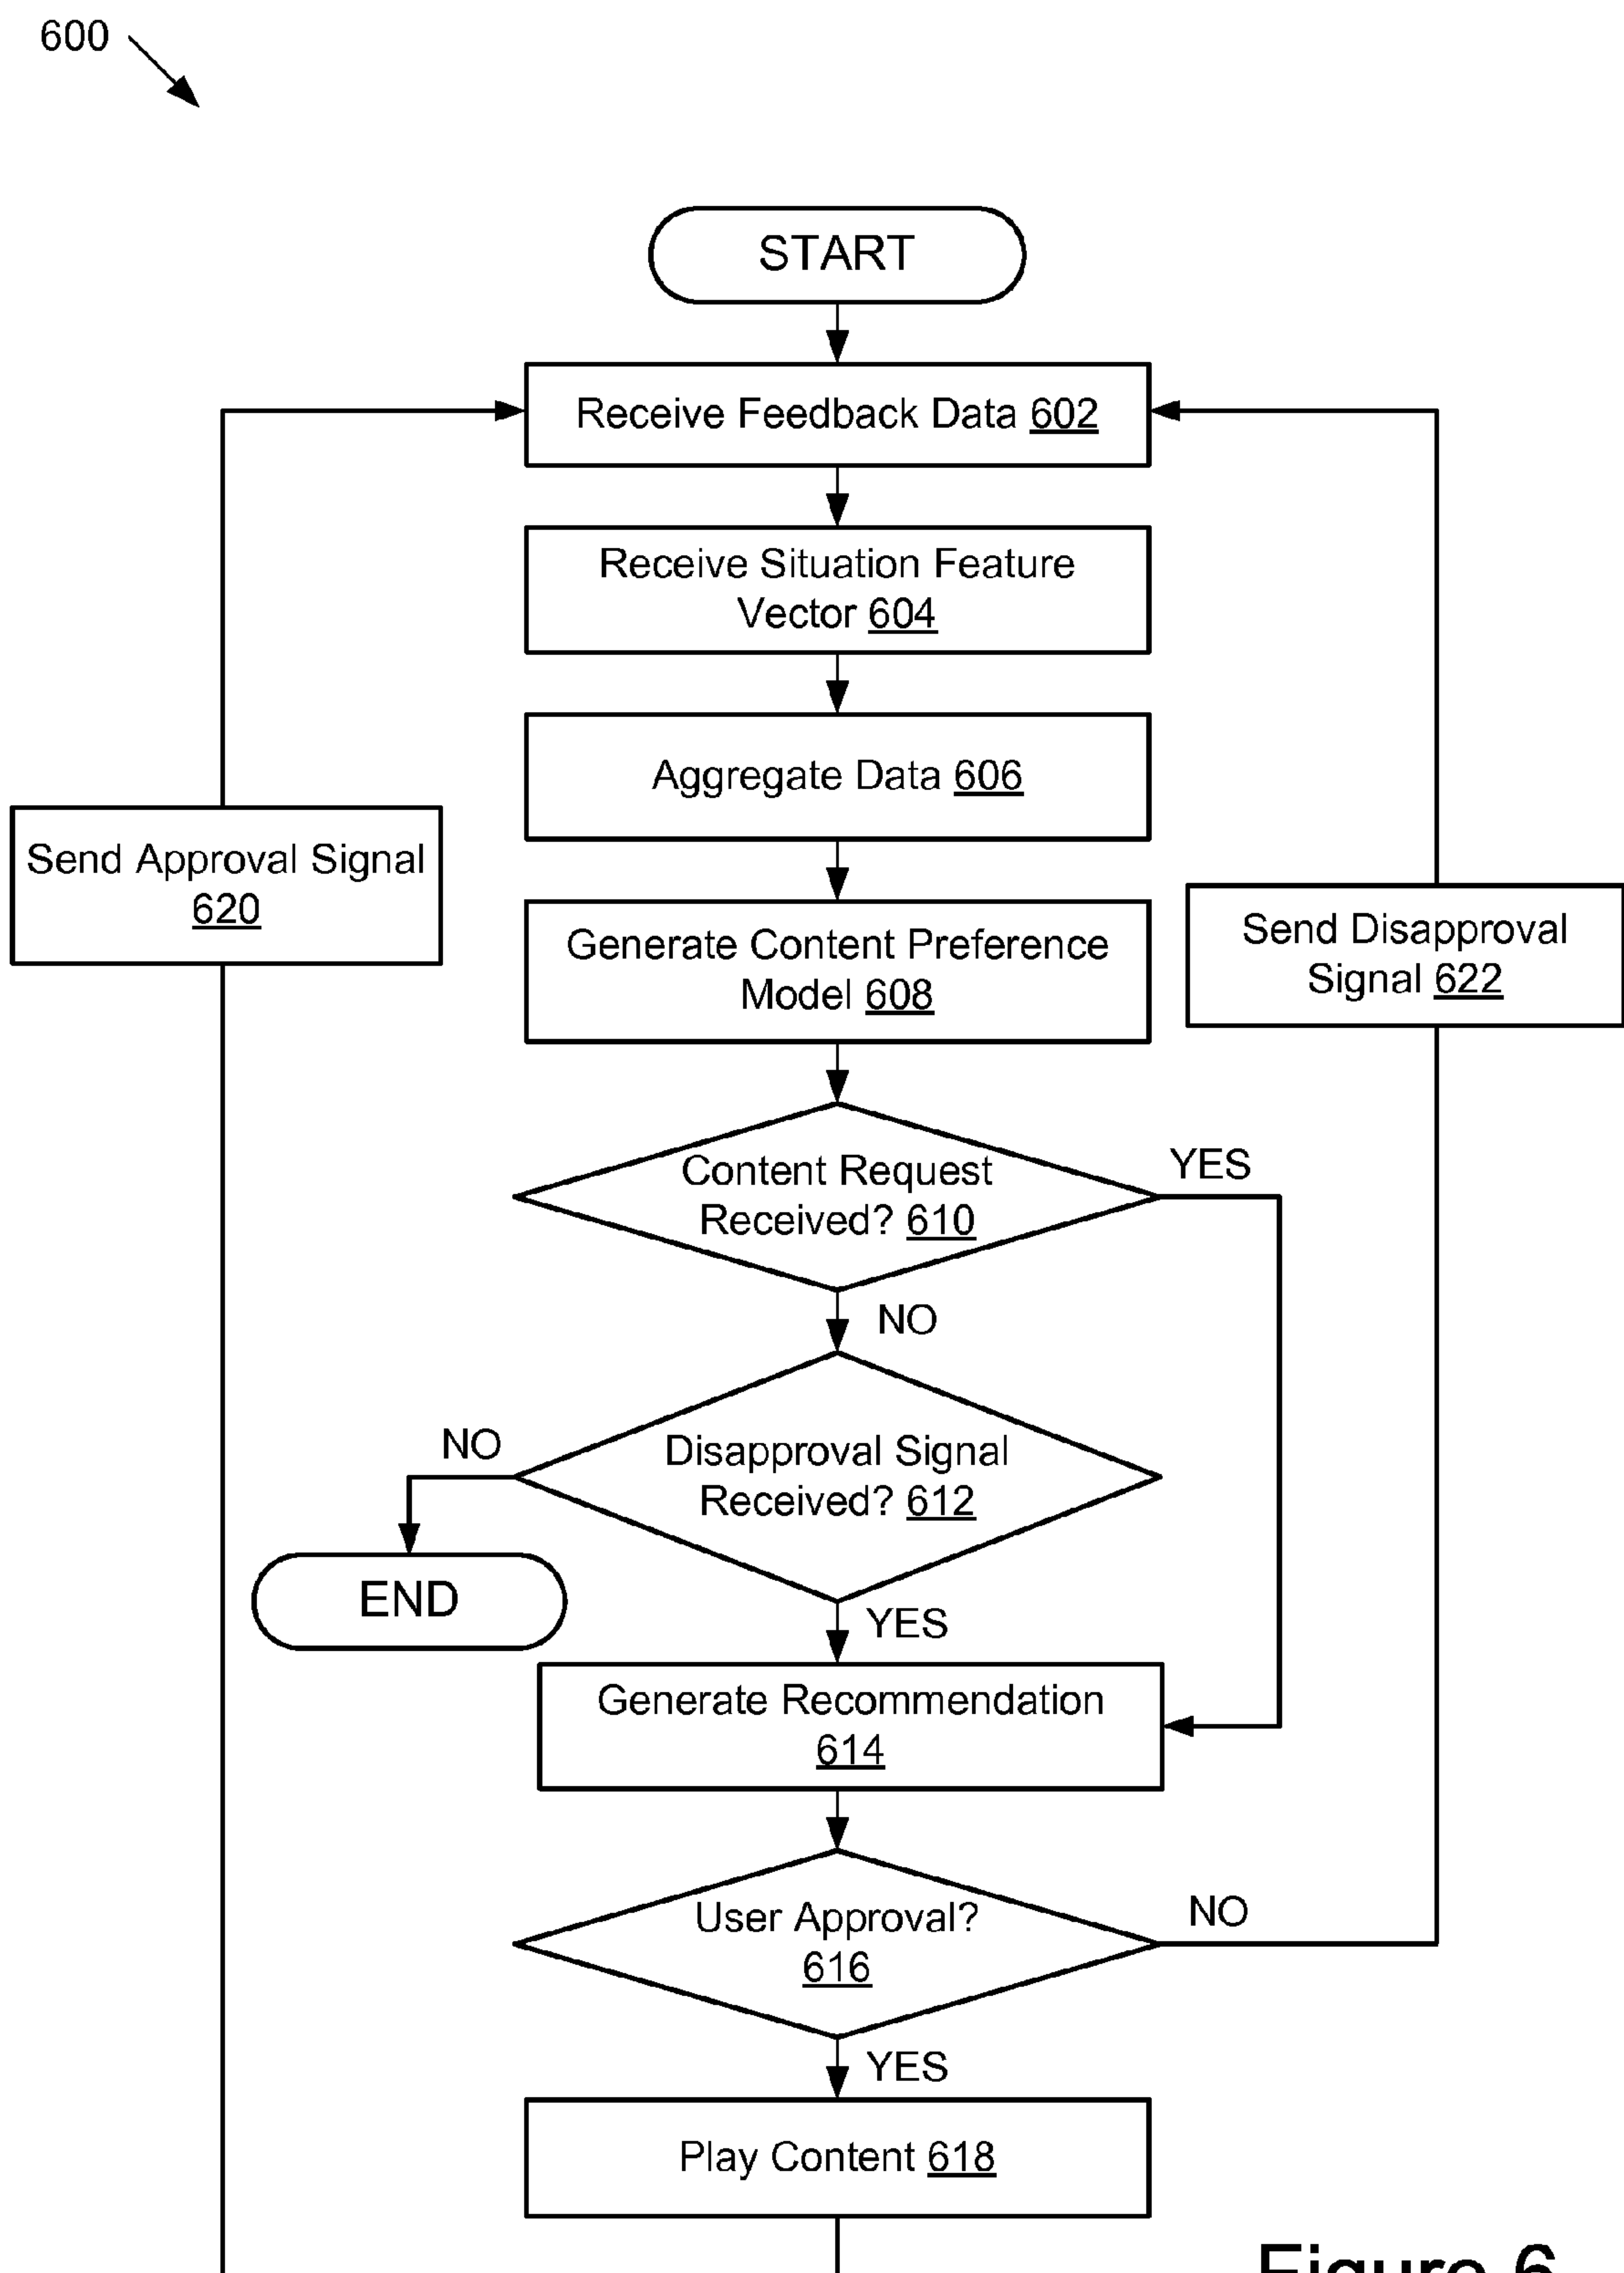 600
START
Receive Feedback Data 602
Receive Situation Feature
Vector 604
Aggregate Data 606
Send Approval Signal
620
Generate Content Preference
Model 608
Send Disapproval
Signal 622
Content Request
Received? 610
YES
NO
Disapproval Signal
Received? 612
NO
END
YES
Generate Recommendation
614
User Approval?
616
NO
YES
Play Content 618
Figure 6